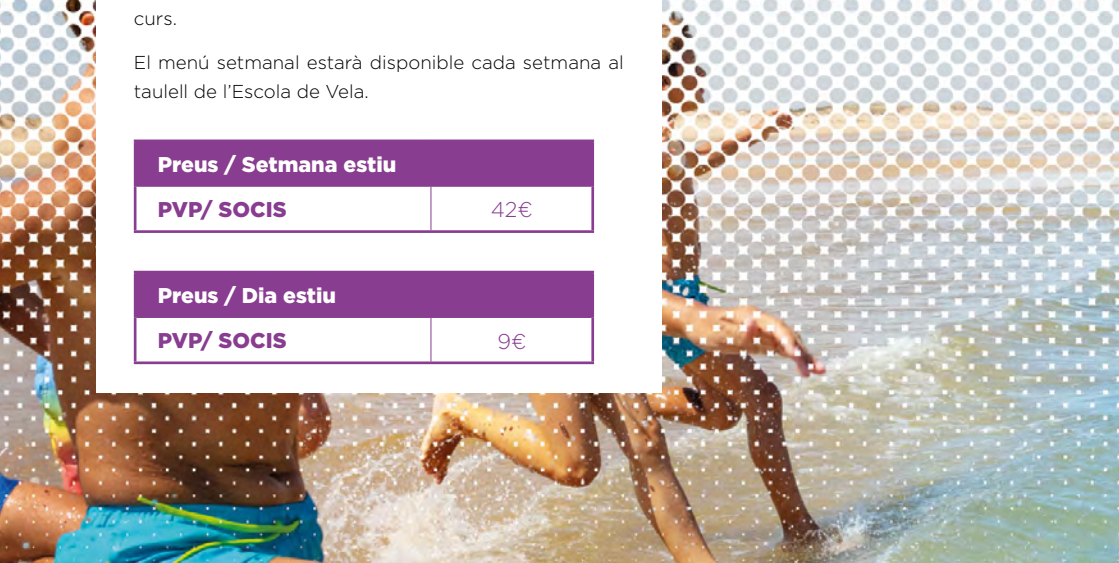 curs.
El menú setmanal estarà disponible cada setmana al
taulell de l'Escola de Vela.
Preus / Setmana estiu
PVP/ SOCIS 42€
Preus / Dia estiu
PVP/ SOCIS 9€